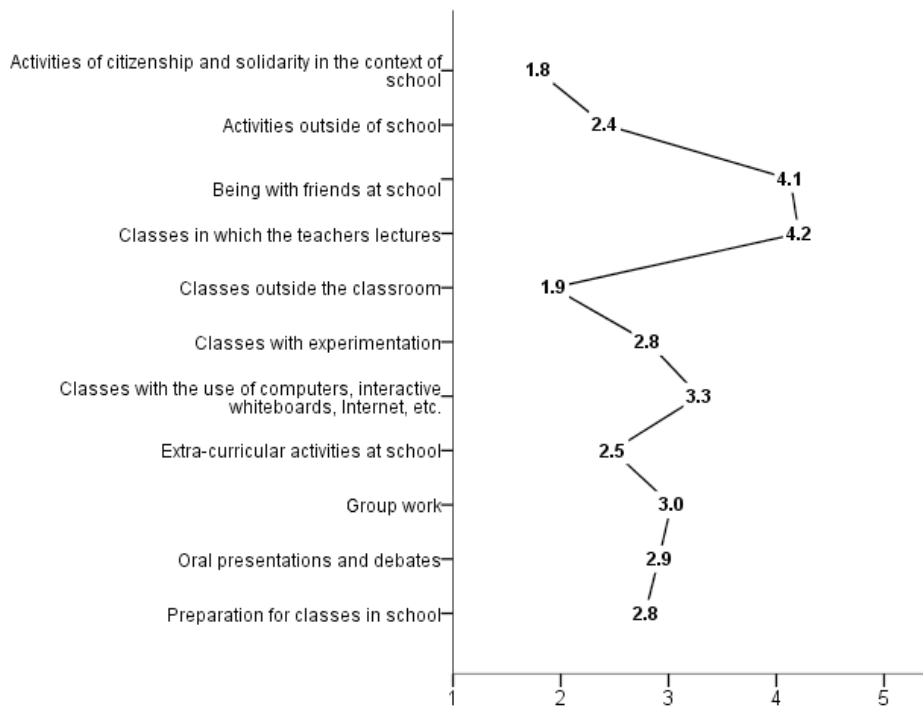 Activities of citizenship and solidarity in the context of
school
1.8
Activities outside of school
2.4
Being with friends at school
4.1
Classes in which the teachers lectures
4.2
Classes outside the classroom
1.9
Classes with experimentation
2.8
Classes with the use of computers, interactive
whiteboards, Internet, etc.
3.3
Extra-curricular activities at school
2.5
Group work
3.0
Oral presentations and debates
2.9
Preparation for classes in school
2.8
1 2 3 4 5